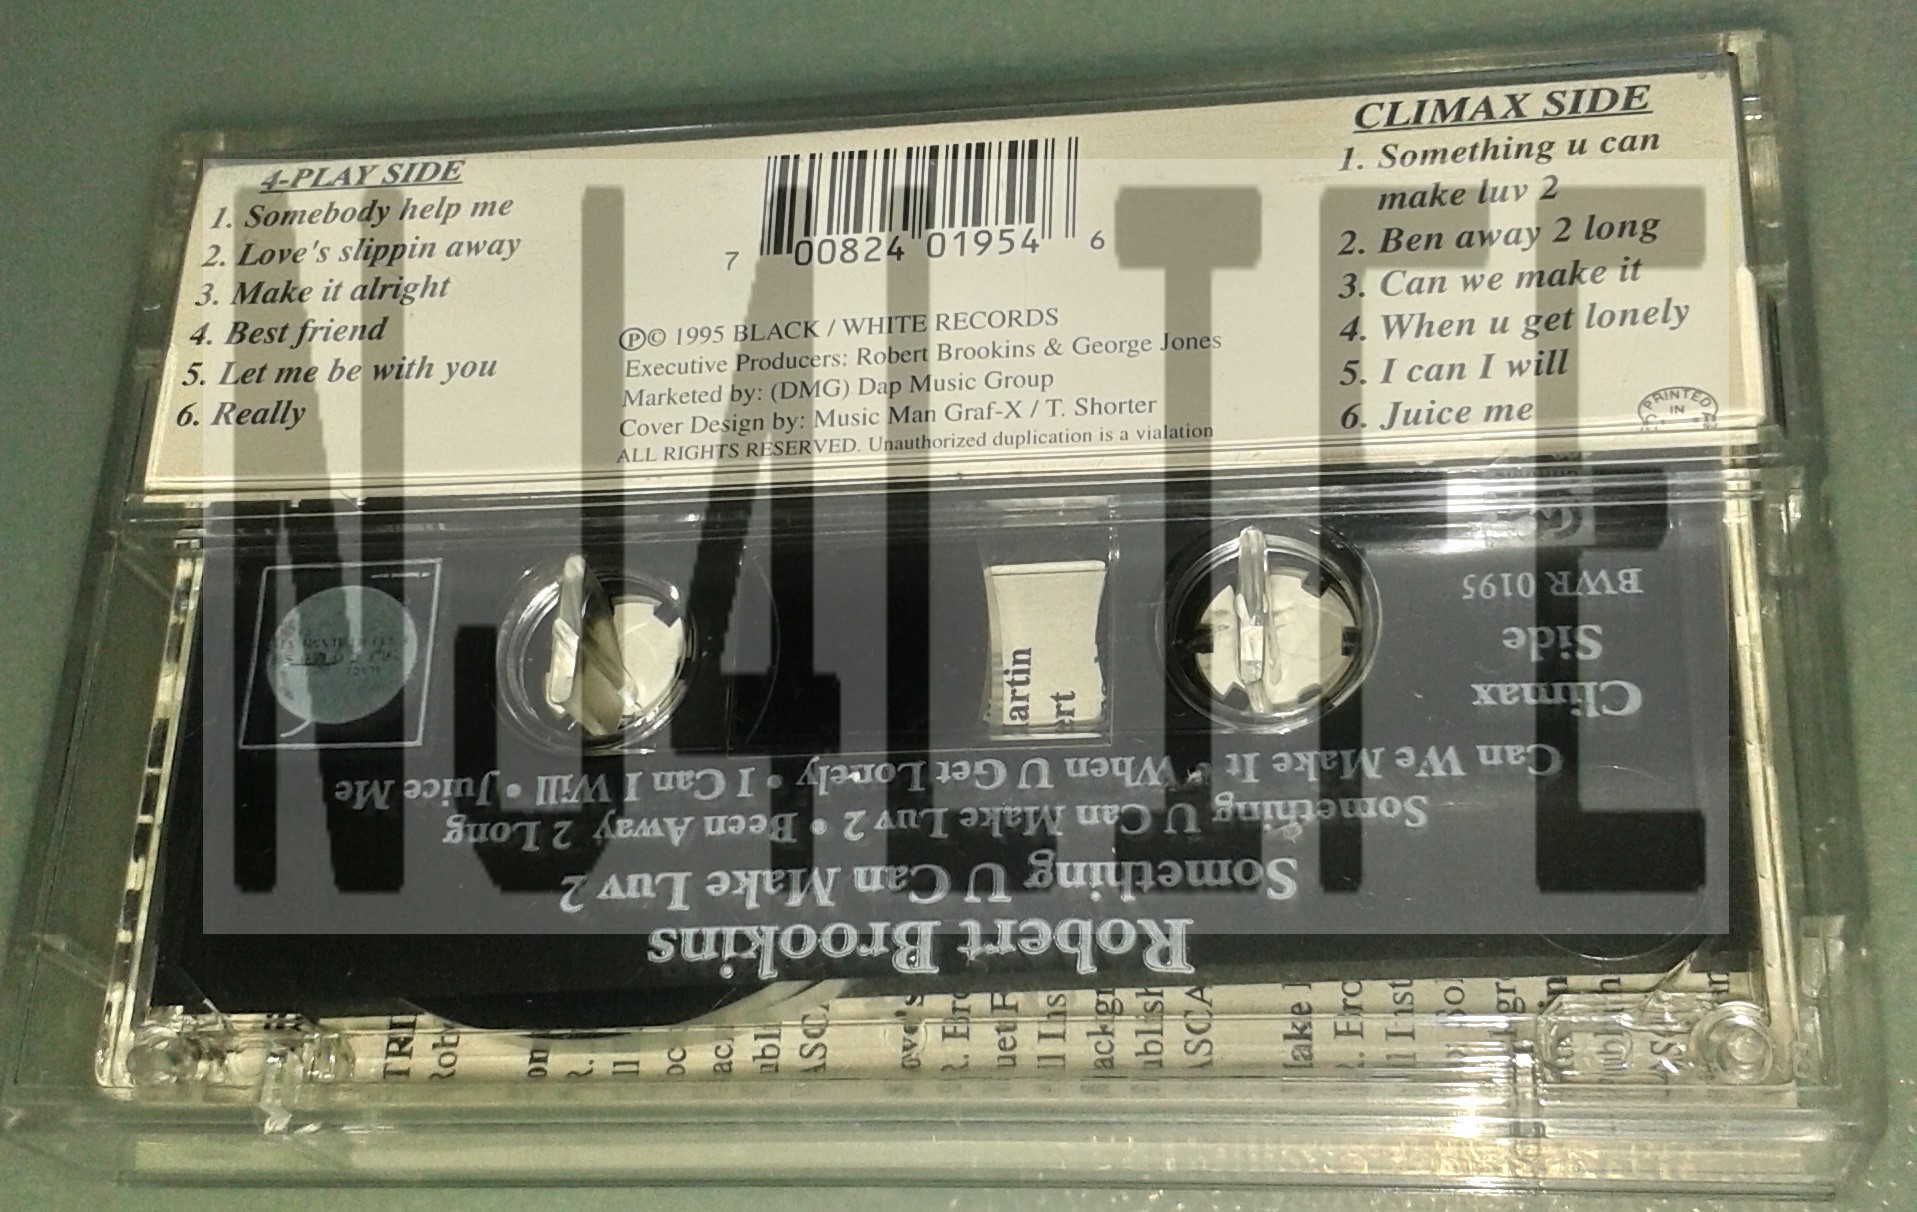 4-PLAY SIDE
1. Somebody help me
2. Love's slippin away
3. Make it alright
4. Best friend
5. Let me be with you
6. Really
7 00824 01954 6
Ⓟ© 1995 BLACK / WHITE RECORDS
Executive Producers: Robert Brookins & George Jones
Marketed by: (DMG) Dap Music Group
Cover Design by: Music Man Graf-X / T. Shorter
ALL RIGHTS RESERVED. Unauthorized duplication is a vialation
CLIMAX SIDE
1. Something u can
make luv 2
2. Ben away 2 long
3. Can we make it
4. When u get lonely
5. I can I will
6. Juice me
PRINTED
IN
NJ4LIFE
Robert Brookins
Something U Can Make Luv 2
Something U Can Make Luv 2 • Been Away 2 Long
Can We Make It • When U Get Lonely • I Can I Will • Juice Me
Climax
Side
BWR 0195
artin
ert